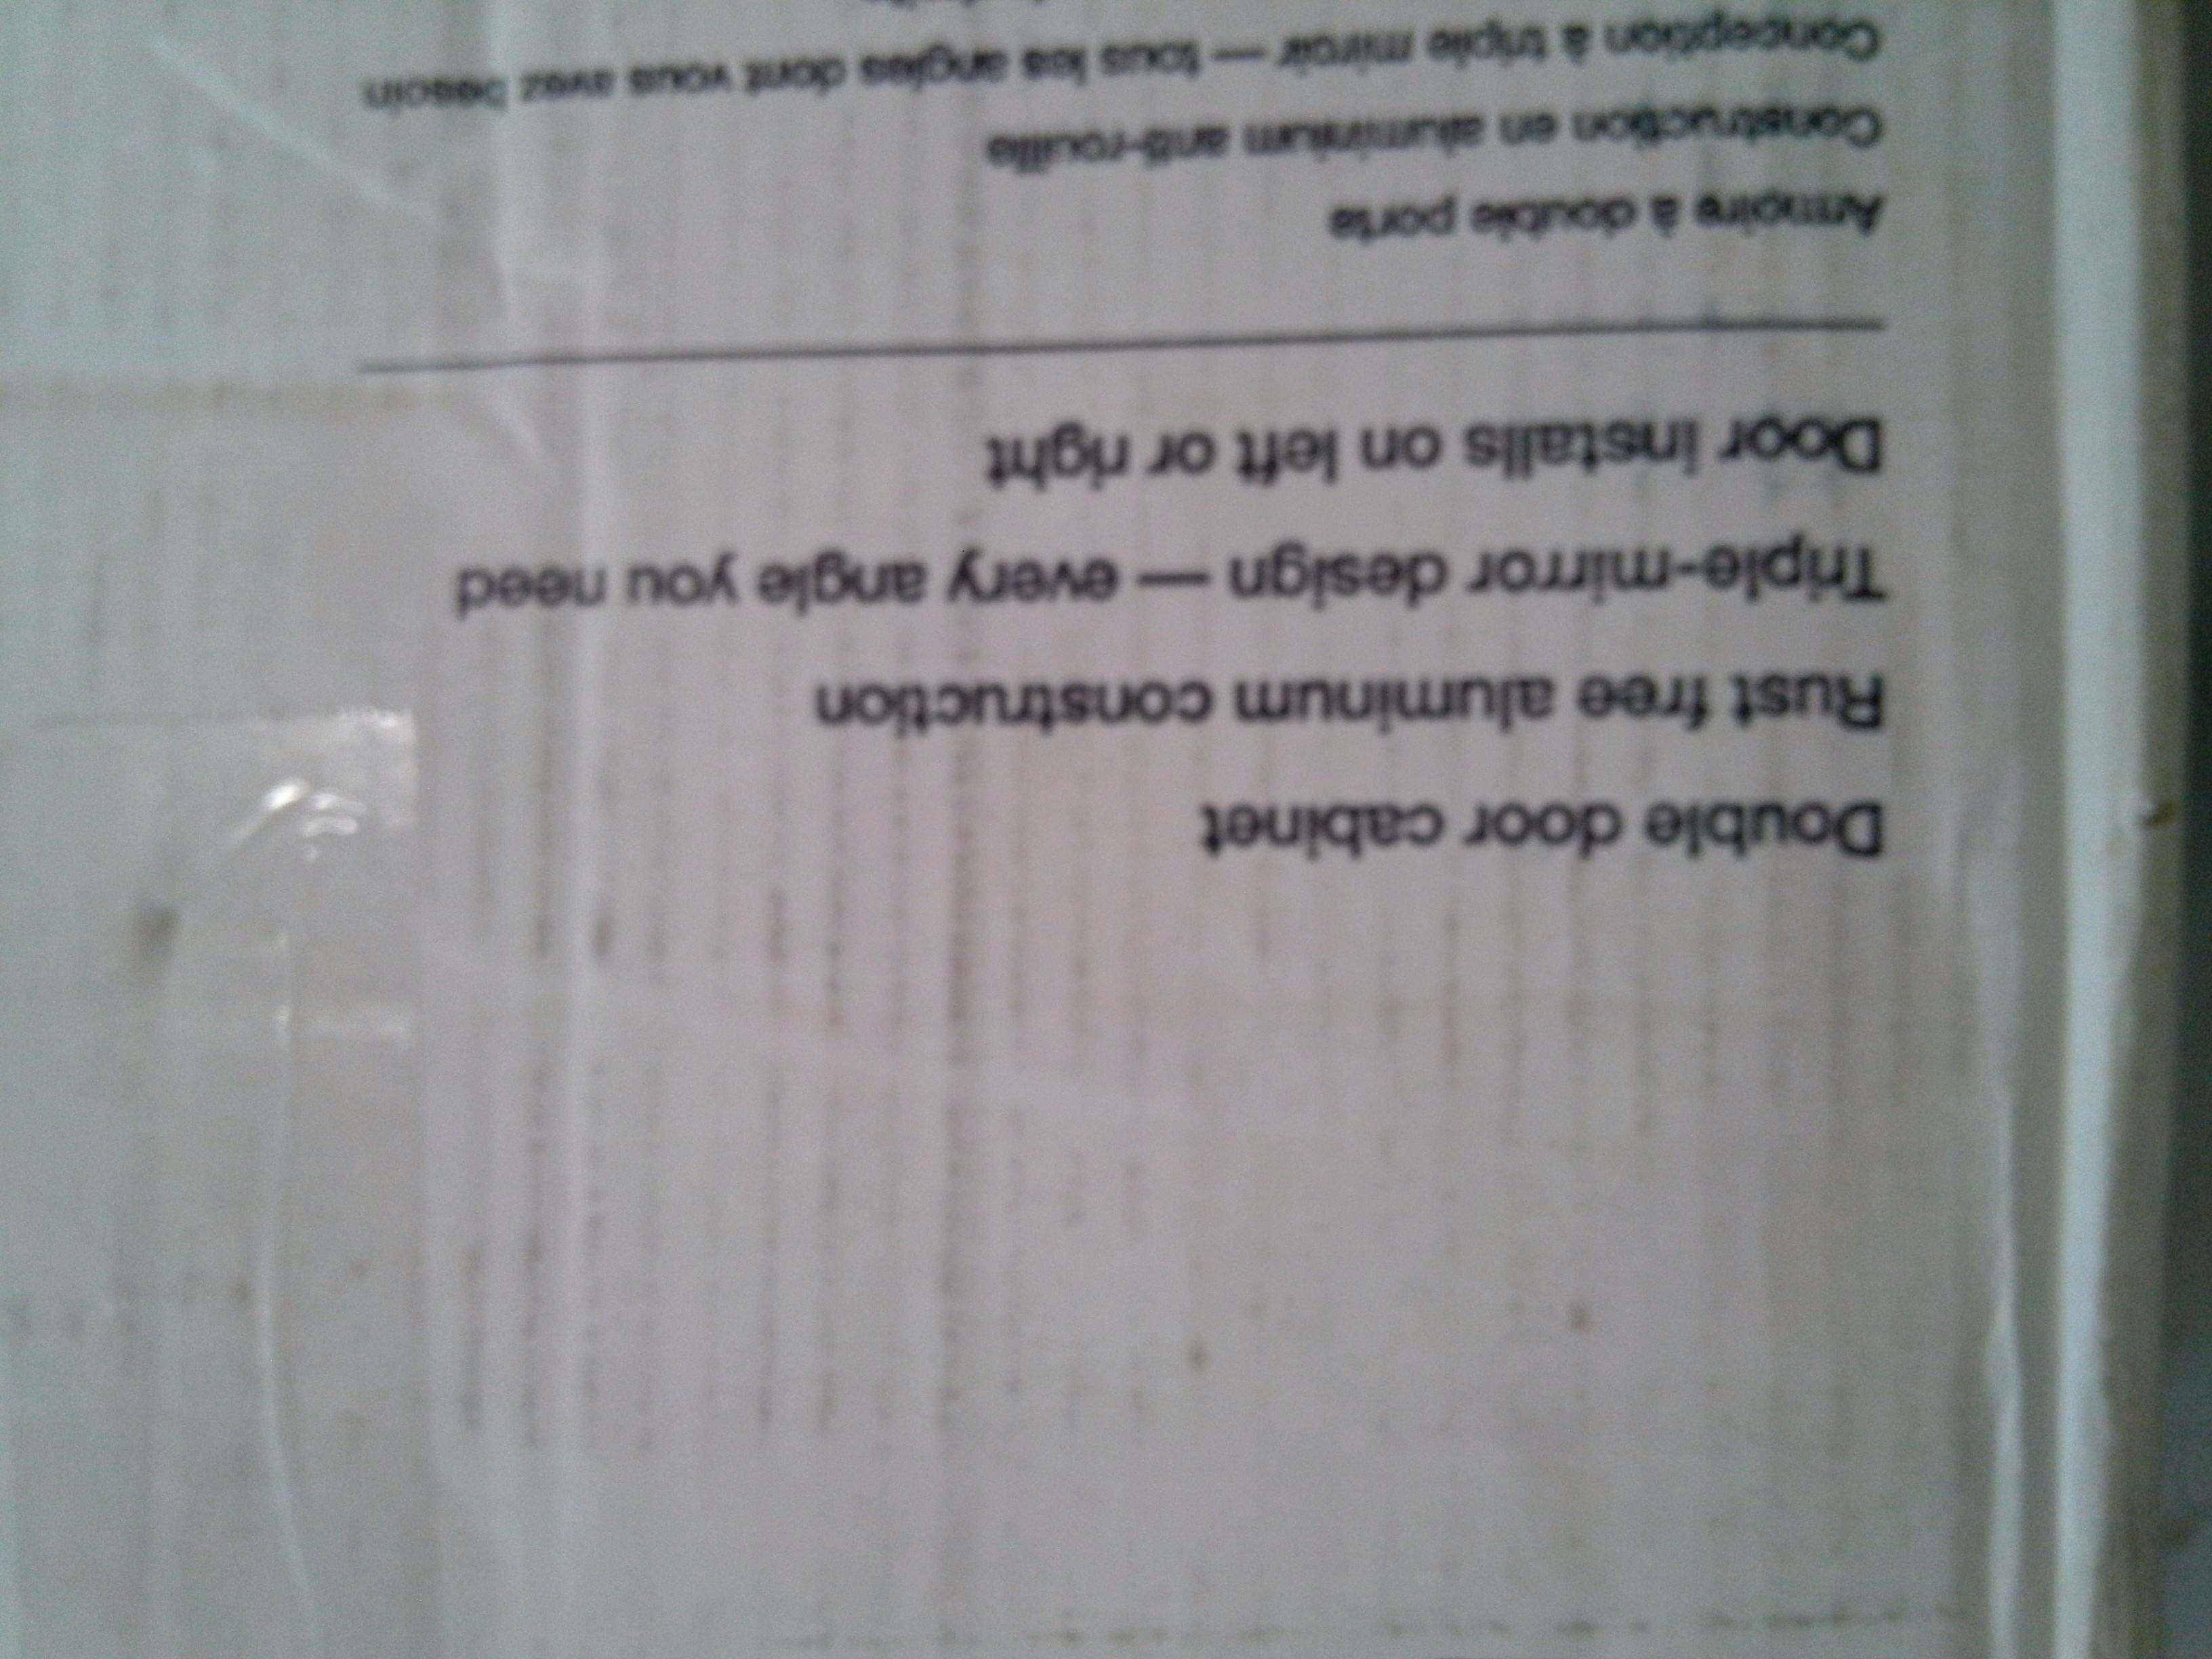 Double door cabinet
Rust free aluminum construction
Triple-mirror design — every angle you need
Door installs on left or right
Armoire à double porte
Construction en aluminium anti-rouille
Conception à triple miroir — tous les angles dont vous avez besoin